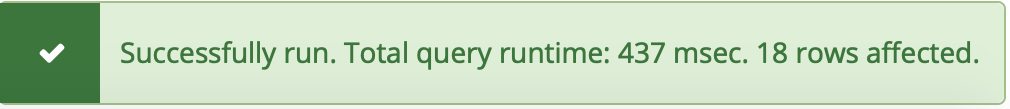 Successfully run. Total query runtime: 437 msec. 18 rows affected.